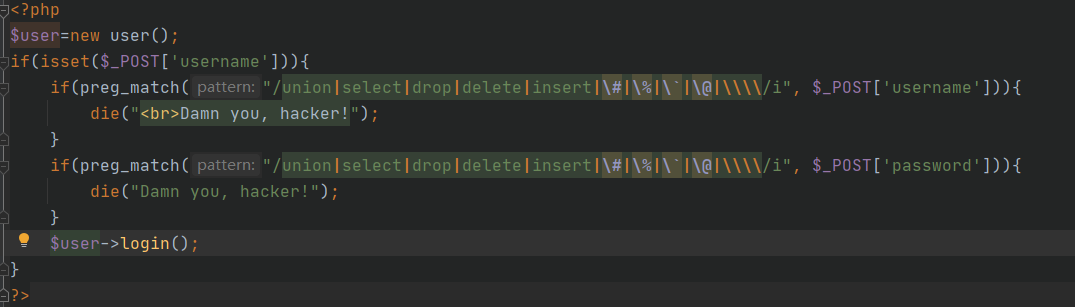 <?php
$user=new user();
if(isset($_POST['username'])){
if(preg_match( pattern: "/union|select|drop|delete|insert|\#|\%|\`|\@|\\\\/i", $_POST['username'])){
die("<br>Damn you, hacker!");
}
if(preg_match( pattern: "/union|select|drop|delete|insert|\#|\%|\`|\@|\\\\/i", $_POST['password'])){
die("Damn you, hacker!");
}
$user->login();
}
?>